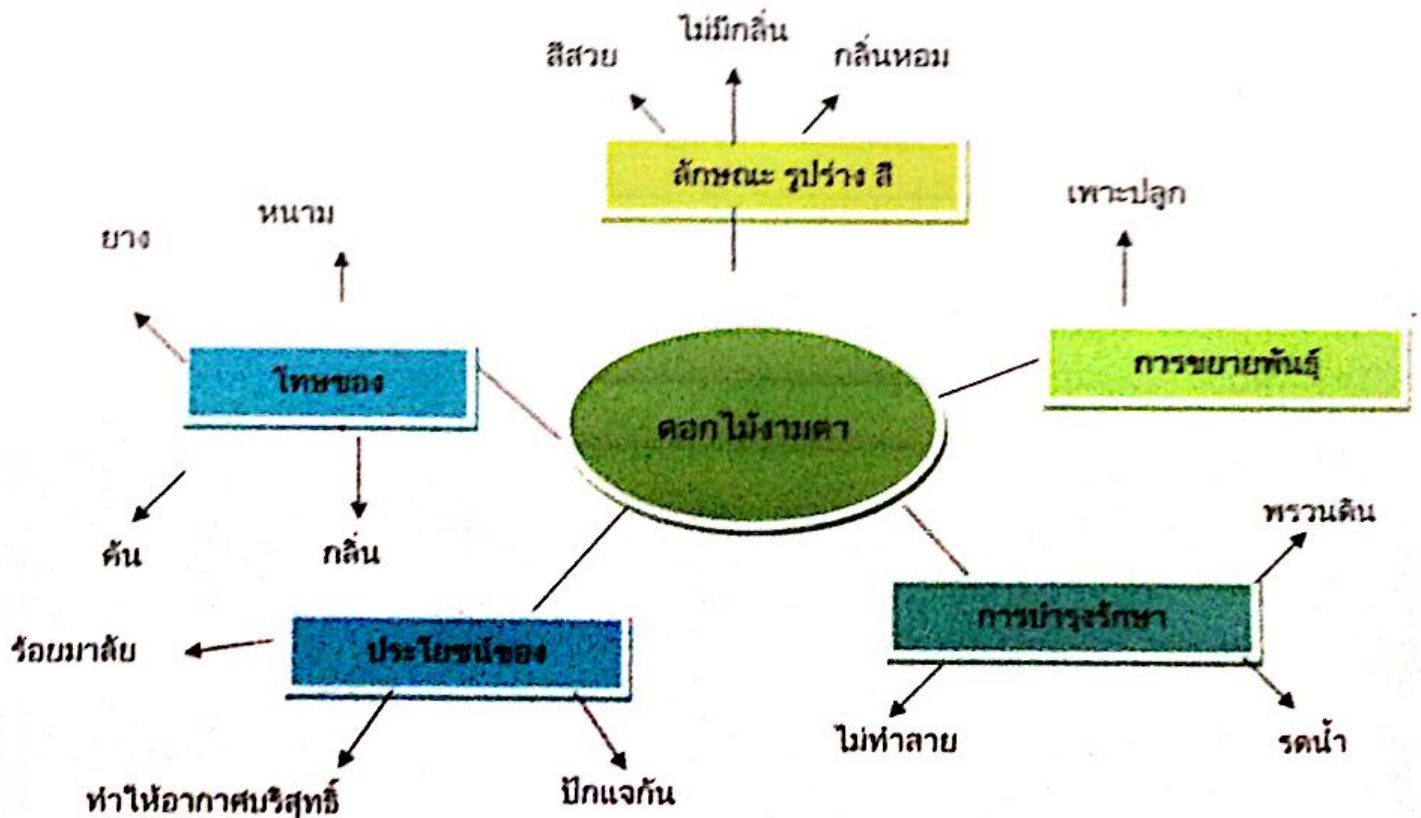 ไม่มีกลิ่น
สีสวย
กลิ่นหอม
ลักษณะ รูปร่าง สี
เพาะปลูก
หนาม
ยาง
การขยายพันธุ์
โทษของ
ดอกไม้งามตา
พรวนดิน
คัน
กลิ่น
การบำรุงรักษา
ร้อยมาลัย
ประโยชน์ของ
ไม่ทำลาย
รดน้ำ
ทำให้อากาศบริสุทธิ์
ปักแจกัน